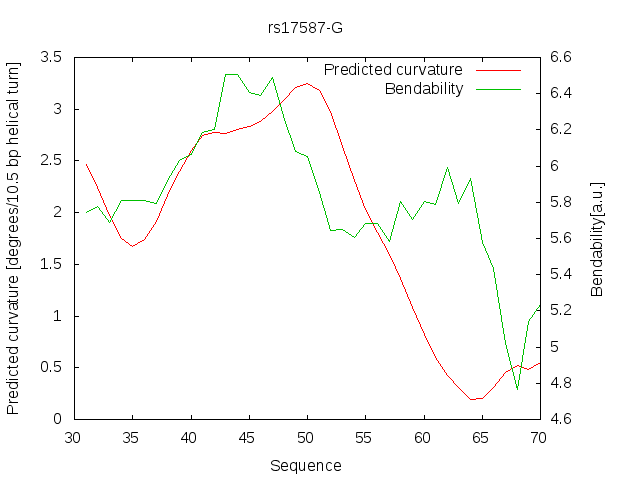 rs17587-G
Predicted curvature
Bendability
Predicted curvature [degrees/10.5 bp helical turn]
3.5
3
2.5
2
1.5
1
0.5
0
6.6
6.4
6.2
6
5.8
5.6
5.4
5.2
5
4.8
4.6
Bendability[a.u.]
30 35 40 45 50 55 60 65 70
Sequence